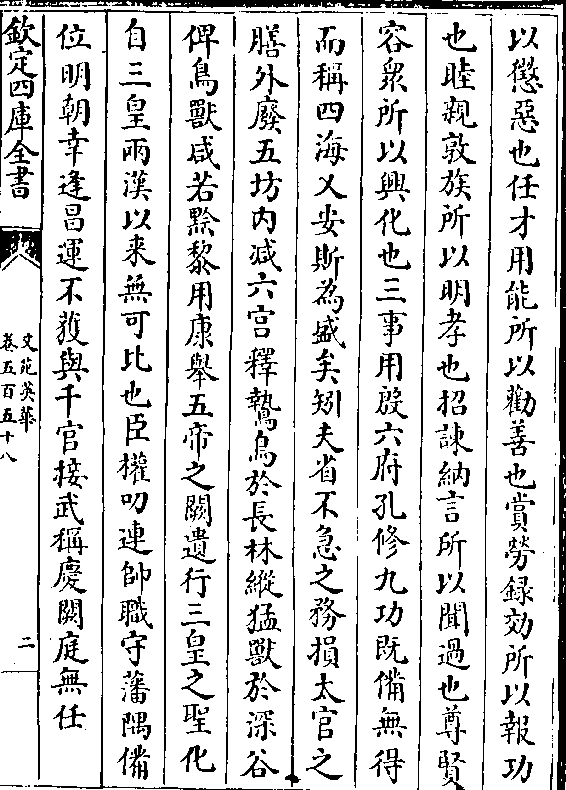 以懲惡也任才用能所以勸善也賞勞録効所以報功
也睦親敦族所以明孝也招諫納言所以聞過也尊賢
容衆所以興化也三事用殷六府孔修九功既備無得
而稱四海乂安斯為盛矣矧夫省不急之務損太官之
膳外廢五坊内減六宫釋鷙鳥於長林縱猛獸於深谷
俾鳥獸咸若黔黎用康舉五帝之闕遺行三皇之聖化
自三皇兩漢以来無可比也臣權叨連帥職守藩隅備
位明朝幸逢昌運不獲與千官接武稱慶闕庭無任
欽定四庫全書
文苑英華
卷五百五十八
二